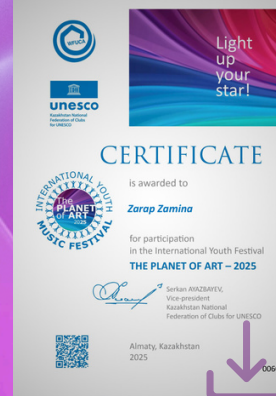 WFUCA
Light
up
your
star!
unesco
Kazakhstan National
Federation of Clubs
for UNESCO
CERTIFICATE
INTERNATIONAL YOUTH
The
PLANET
of ART
2025
MUSIC FESTIVAL
is awarded to
Zarap Zamina
for participation
in the International Youth Festival
THE PLANET OF ART – 2025
Serkan AYAZBAYEV,
Vice-president
Kazakhstan National
Federation of Clubs for UNESCO
Almaty, Kazakhstan
2025